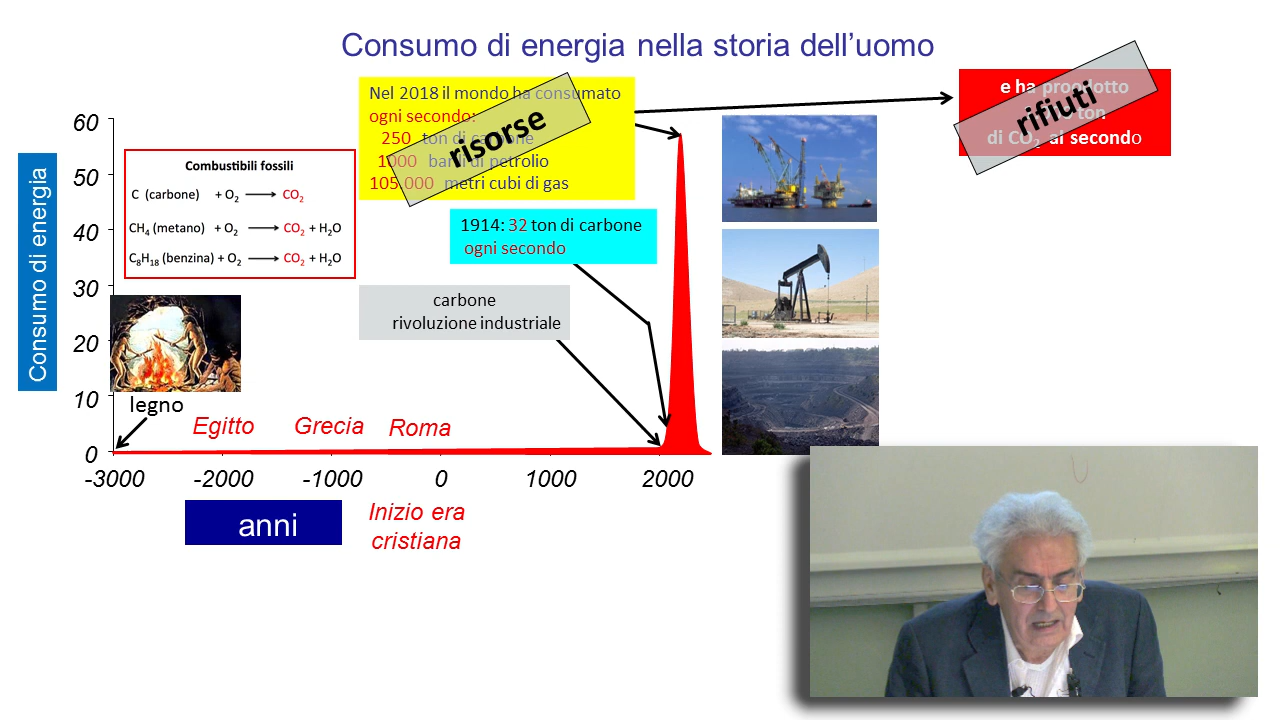 Consumo di energia nella storia dell’uomo
Nel 2018 il mondo ha consumato
ogni secondo:
250 ton di carbone
1000 barili di petrolio
105.000 metri cubi di gas
risorse
e ha prodotto
ton
di CO2 al secondo
rifiuti
Combustibili fossili
C (carbone) + O2 ⟶ CO2
CH4 (metano) + O2 ⟶ CO2 + H2O
C8H18 (benzina) + O2 ⟶ CO2 + H2O
1914: 32 ton di carbone
ogni secondo
carbone
rivoluzione industriale
Consumo di energia
60
50
40
30
20
10
0
legno
Egitto Grecia Roma
-3000 -2000 -1000 0 1000 2000
anni
Inizio era
cristiana